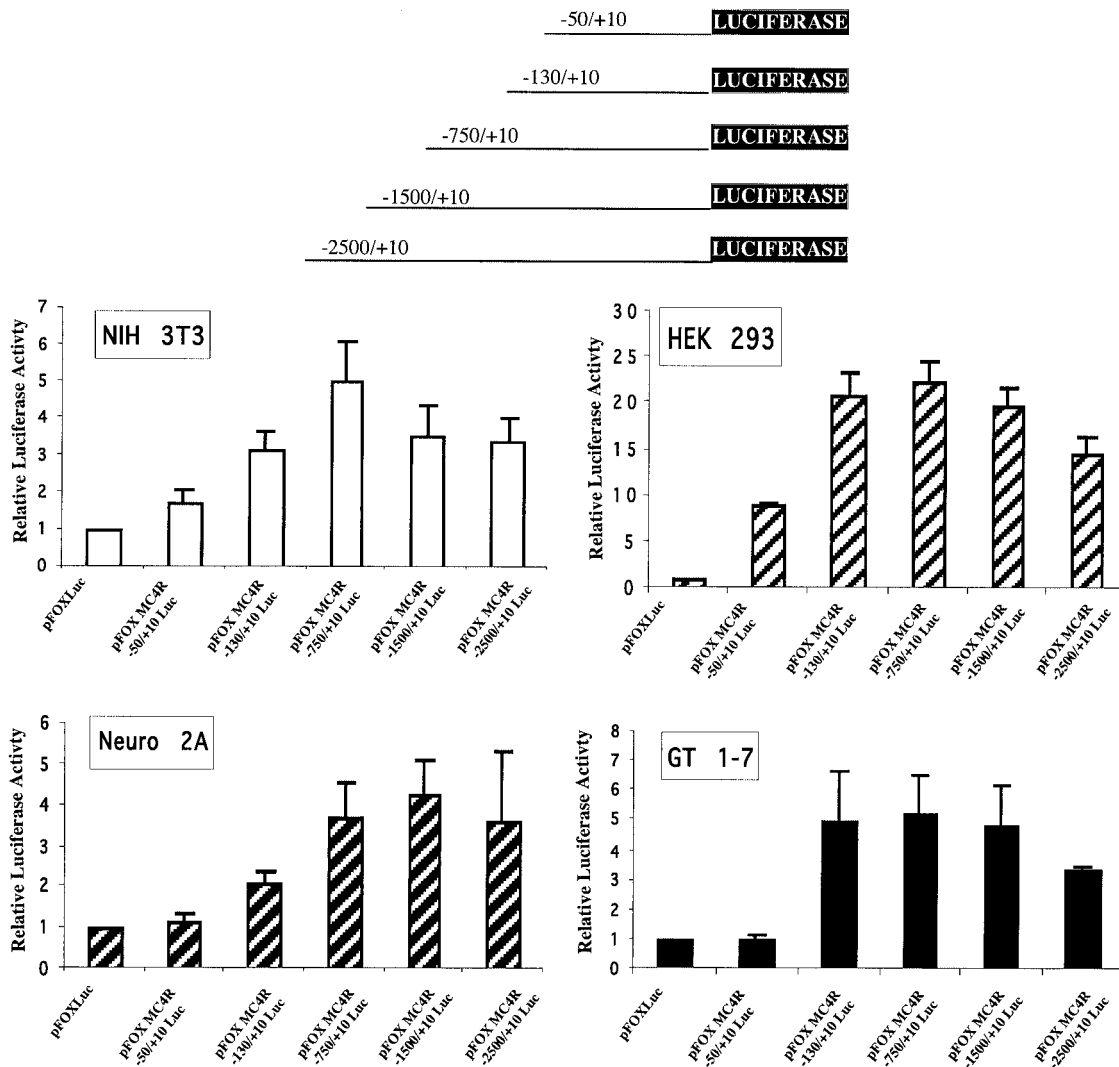 -50/+10 LUCIFERASE
-130/+10 LUCIFERASE
-750/+10 LUCIFERASE
-1500/+10 LUCIFERASE
-2500/+10 LUCIFERASE
NIH 3T3
Relative Luciferase Activty
7
6
5
4
3
2
1
0
pFOXLuc
pFOX MC4R
-50/+10 Luc
pFOX MC4R
-130/+10 Luc
pFOX MC4R
-750/+10 Luc
pFOX MC4R
-1500/+10 Luc
pFOX MC4R
-2500/+10 Luc
HEK 293
Relative Luciferase Activty
30
25
20
15
10
5
0
pFOXLuc
pFOX MC4R
-50/+10 Luc
pFOX MC4R
-130/+10 Luc
pFOX MC4R
-750/+10 Luc
pFOX MC4R
-1500/+10 Luc
pFOX MC4R
-2500/+10 Luc
Neuro 2A
Relative Luciferase Activty
6
5
4
3
2
1
0
pFOXLuc
pFOX MC4R
-50/+10 Luc
pFOX MC4R
-130/+10 Luc
pFOX MC4R
-750/+10 Luc
pFOX MC4R
-1500/+10 Luc
pFOX MC4R
-2500/+10 Luc
GT 1-7
Relative Luciferase Activty
8
7
6
5
4
3
2
1
0
pFOXLuc
pFOX MC4R
-50/+10 Luc
pFOX MC4R
-130/+10 Luc
pFOX MC4R
-750/+10 Luc
pFOX MC4R
-1500/+10 Luc
pFOX MC4R
-2500/+10 Luc